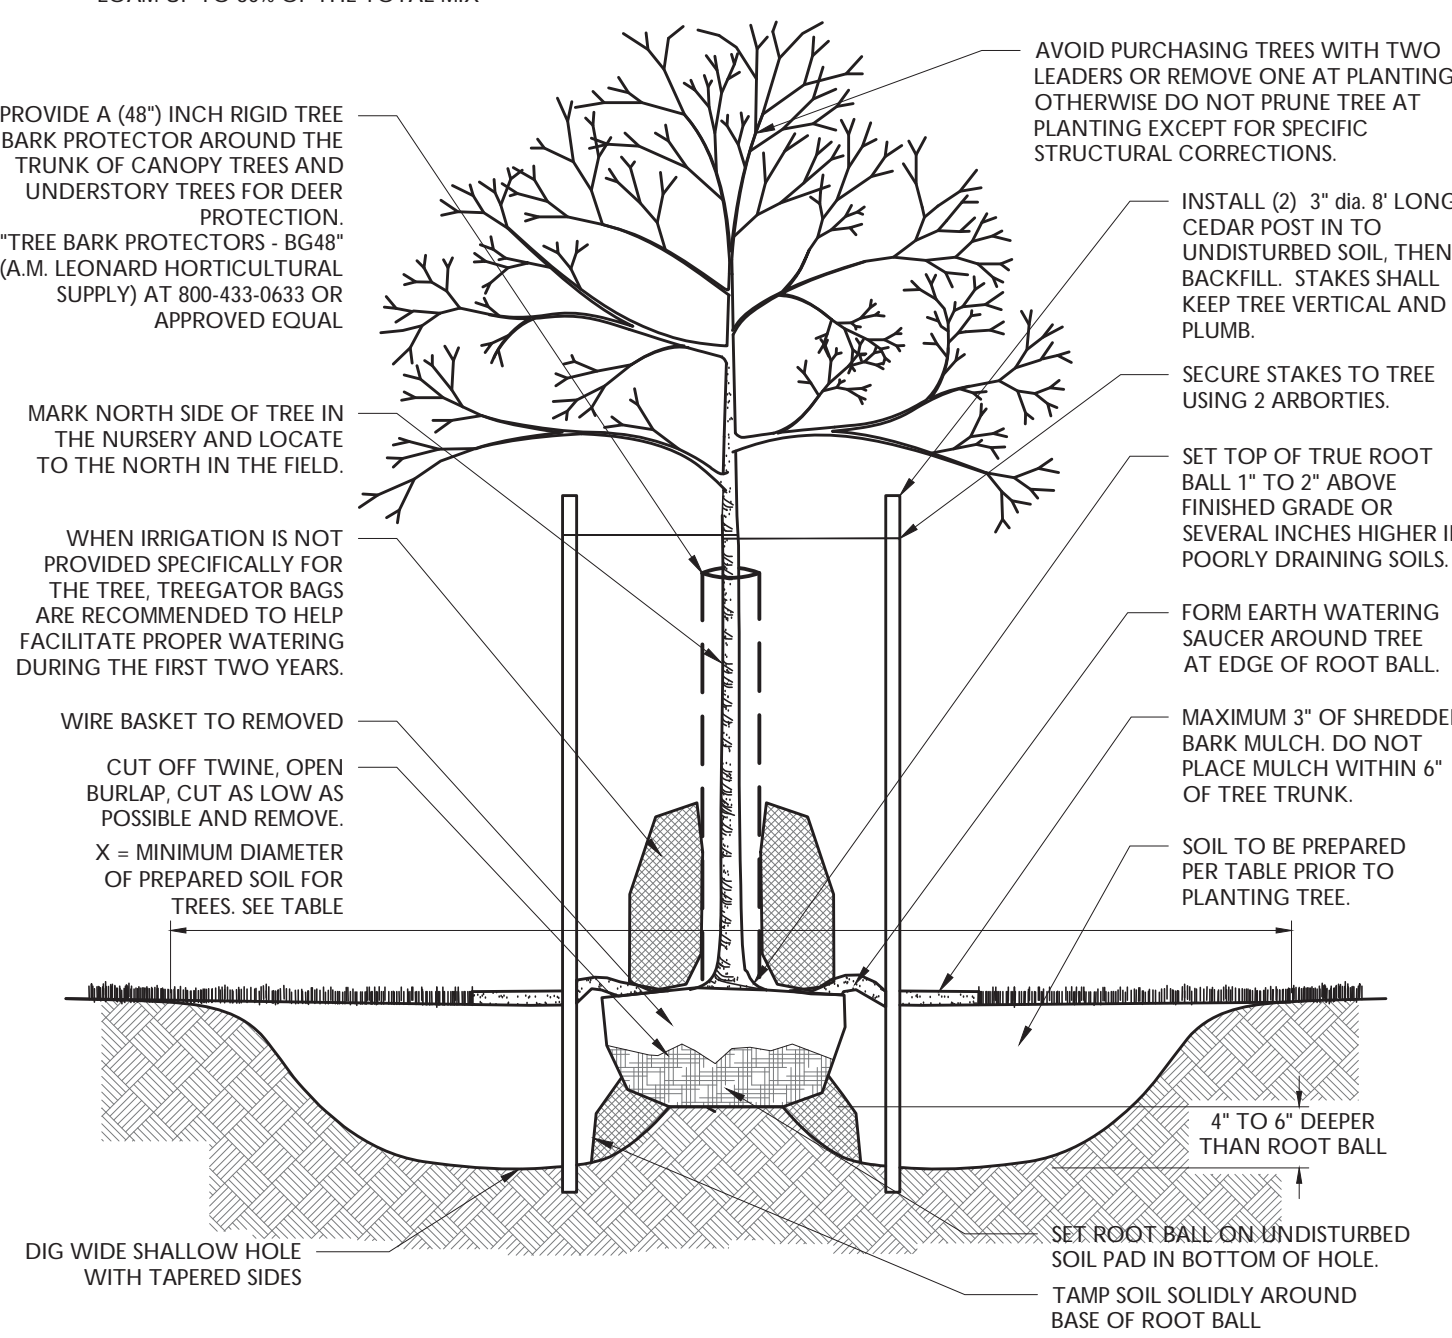 PROVIDE A (48") INCH RIGID TREE
BARK PROTECTOR AROUND THE
TRUNK OF CANOPY TREES AND
UNDERSTORY TREES FOR DEER
PROTECTION.
"TREE BARK PROTECTORS - BG48"
(A.M. LEONARD HORTICULTURAL
SUPPLY) AT 800-433-0633 OR
APPROVED EQUAL
MARK NORTH SIDE OF TREE IN
THE NURSERY AND LOCATE
TO THE NORTH IN THE FIELD.
WHEN IRRIGATION IS NOT
PROVIDED SPECIFICALLY FOR
THE TREE, TREEGATOR BAGS
ARE RECOMMENDED TO HELP
FACILITATE PROPER WATERING
DURING THE FIRST TWO YEARS.
WIRE BASKET TO REMOVED
CUT OFF TWINE, OPEN
BURLAP, CUT AS LOW AS
POSSIBLE AND REMOVE.
X = MINIMUM DIAMETER
OF PREPARED SOIL FOR
TREES. SEE TABLE
DIG WIDE SHALLOW HOLE
WITH TAPERED SIDES
AVOID PURCHASING TREES WITH TWO
LEADERS OR REMOVE ONE AT PLANTING
OTHERWISE DO NOT PRUNE TREE AT
PLANTING EXCEPT FOR SPECIFIC
STRUCTURAL CORRECTIONS.
INSTALL (2) 3" dia. 8' LONG
CEDAR POST IN TO
UNDISTURBED SOIL, THEN
BACKFILL. STAKES SHALL
KEEP TREE VERTICAL AND
PLUMB.
SECURE STAKES TO TREE
USING 2 ARBORTIES.
SET TOP OF TRUE ROOT
BALL 1" TO 2" ABOVE
FINISHED GRADE OR
SEVERAL INCHES HIGHER
POORLY DRAINING SOILS.
FORM EARTH WATERING
SAUCER AROUND TREE
AT EDGE OF ROOT BALL.
MAXIMUM 3" OF
BARK MULCH. DO NOT
PLACE MULCH WITHIN 6"
OF TREE TRUNK.
SOIL TO BE PREPARED
PER TABLE PRIOR TO
PLANTING TREE.
4" TO 6" DEEPER
THAN ROOT BALL
SET ROOT BALL ON UNDISTURBED
SOIL PAD IN BOTTOM OF HOLE.
TAMP SOIL SOLIDLY AROUND
BASE OF ROOT BALL